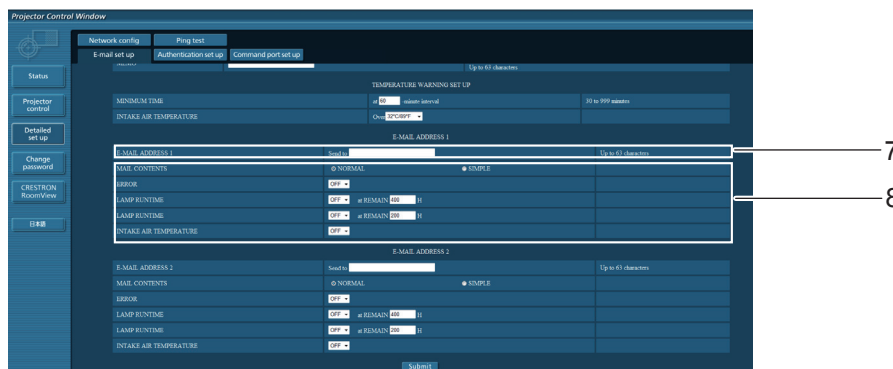 Projector Control Window
Network config Ping test
E-mail set up Authentication set up Command port set up
Up to 63 characters
Status
TEMPERATURE WARNING SET UP
MINIMUM TIME at 60 minute interval 30 to 999 minutes
Projector control
INTAKE AIR TEMPERATURE Over 32°C/89°F
Detailed set up
E-MAIL ADDRESS 1
E-MAIL ADDRESS 1 Send to Up to 63 characters 7
Change password
MAIL CONTENTS NORMAL SIMPLE
ERROR OFF
CRESTRON RoomView
LAMP RUNTIME OFF at REMAIN 400 H 8
LAMP RUNTIME OFF at REMAIN 200 H
日本語
INTAKE AIR TEMPERATURE OFF
E-MAIL ADDRESS 2
E-MAIL ADDRESS 2 Send to Up to 63 characters
MAIL CONTENTS NORMAL SIMPLE
ERROR OFF
LAMP RUNTIME OFF at REMAIN 400 H
LAMP RUNTIME OFF at REMAIN 200 H
INTAKE AIR TEMPERATURE OFF
Submit